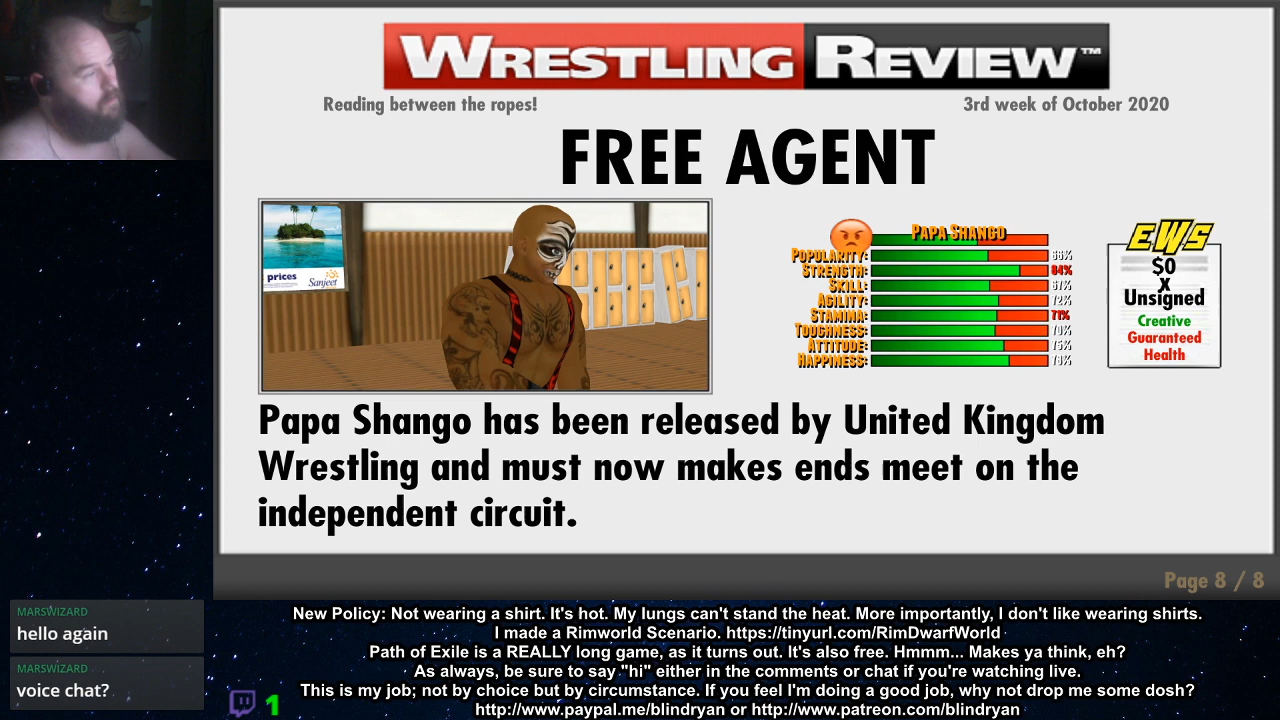 WRESTLING REVIEW™
Reading between the ropes!
3rd week of October 2020
FREE AGENT
prices
Sanjeet
PAPA SHANGO
POPULARITY: 66%
STRENGTH: 84%
SKILL: 67%
AGILITY: 72%
STAMINA: 71%
TOUGHNESS: 70%
ATTITUDE: 75%
HAPPINESS: 78%
EWS
$0
x
Unsigned
Creative
Guaranteed
Health
Papa Shango has been released by United Kingdom
Wrestling and must now makes ends meet on the
independent circuit.
Page 8 / 8
MARSWIZARD
hello again
MARSWIZARD
voice chat?
1
New Policy: Not wearing a shirt. It's hot. My lungs can't stand the heat. More importantly, I don't like wearing shirts.
I made a Rimworld Scenario. https://tinyurl.com/RimDwarfWorld
Path of Exile is a REALLY long game, as it turns out. It's also free. Hmmm... Makes ya think, eh?
As always, be sure to say "hi" either in the comments or chat if you're watching live.
This is my job; not by choice but by circumstance. If you feel I'm doing a good job, why not drop me some dosh?
http://www.paypal.me/blindryan or http://www.patreon.com/blindryan